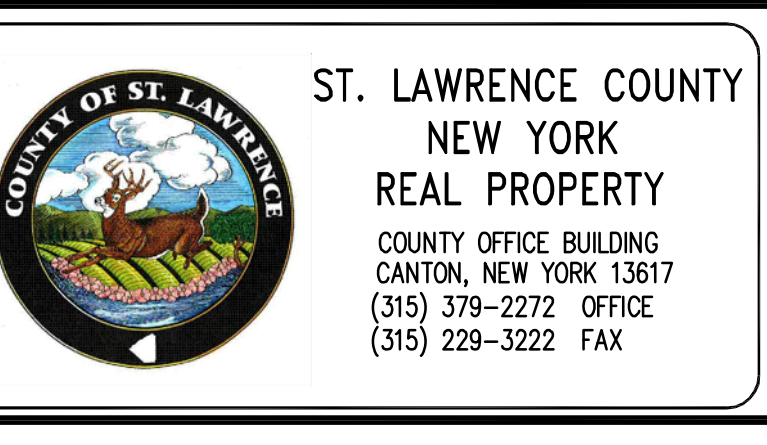 COUNTY OF ST. LAWRENCE
ST. LAWRENCE COUNTY
NEW YORK
REAL PROPERTY
COUNTY OFFICE BUILDING
CANTON, NEW YORK 13617
(315) 379-2272 OFFICE
(315) 229-3222 FAX